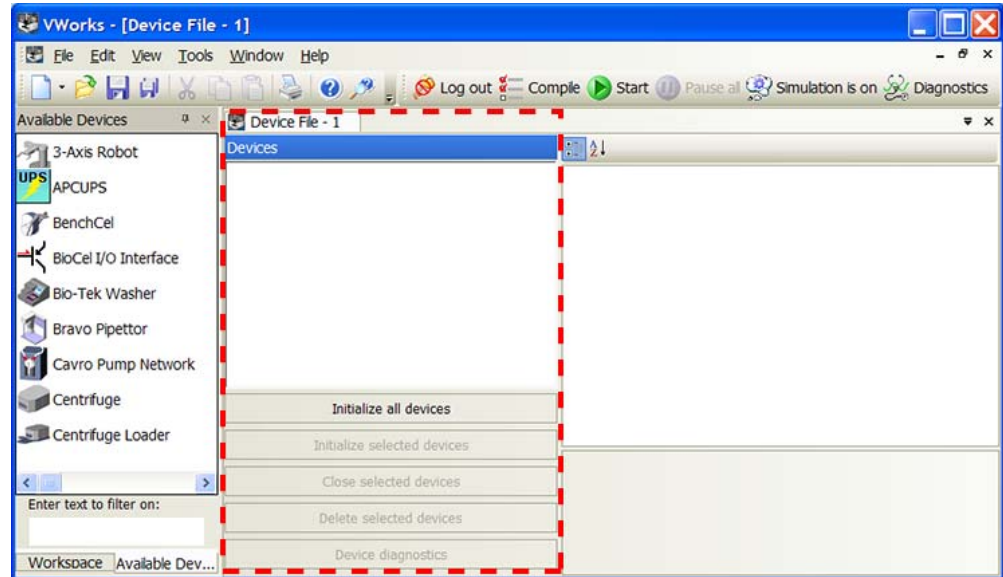 VWorks - [Device File - 1]
File Edit View Tools Window Help
Log out Compile Start Pause all Simulation is on Diagnostics
Available Devices
Device File - 1
Devices
3-Axis Robot
UPS
APCUPS
BenchCel
BioCel I/O Interface
Bio-Tek Washer
Bravo Pipettor
Cavro Pump Network
Centrifuge
Centrifuge Loader
Enter text to filter on:
Workspace Available Dev...
Initialize all devices
Initialize selected devices
Close selected devices
Delete selected devices
Device diagnostics